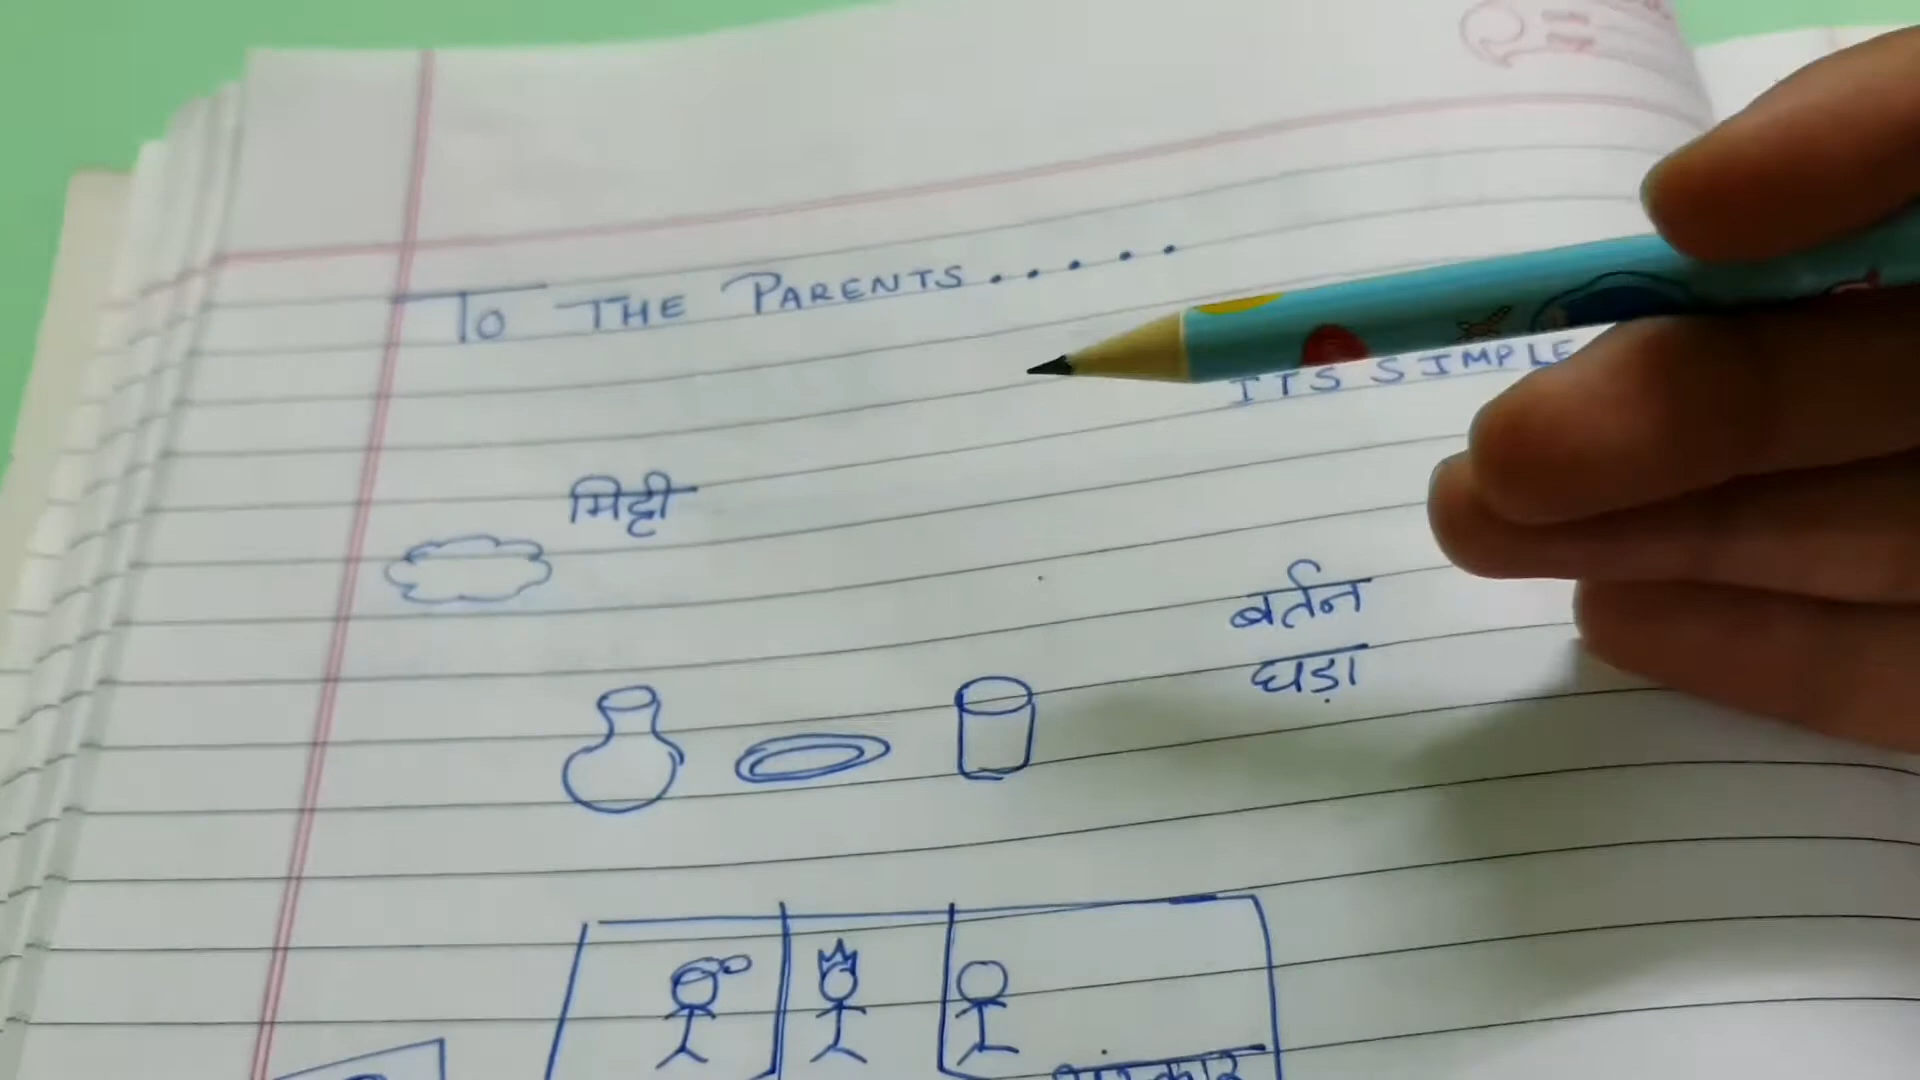 TO THE PARENTS.....
ITS SIMPLE
मिट्टी
बर्तन
घड़ा